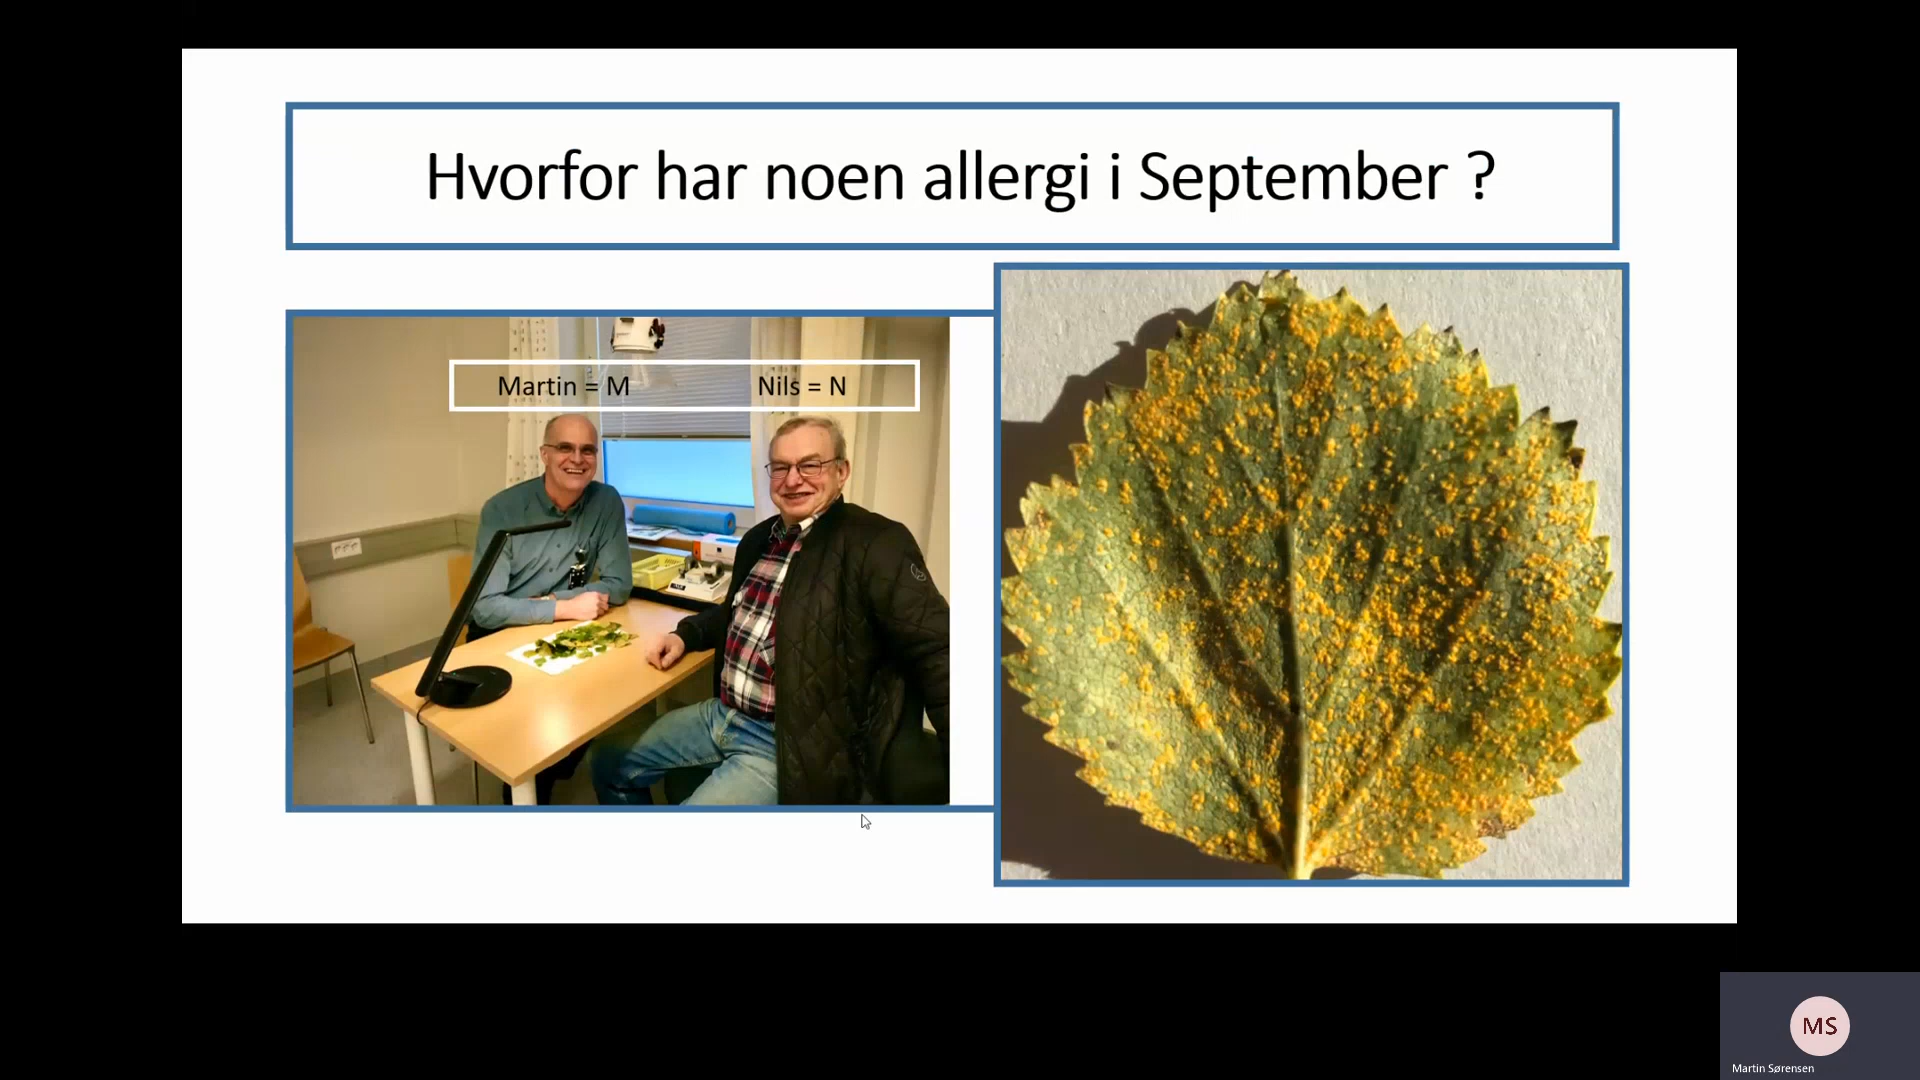 Hvorfor har noen allergi i September ?
Martin = M
Nils = N
MS
Martin Sørensen